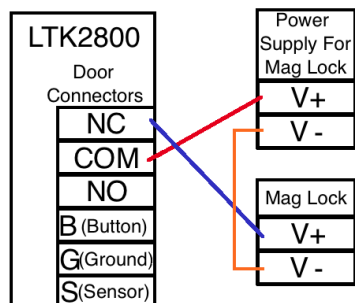 LTK2800
Door
Connectors
NC
COM
NO
B (Button)
G(Ground)
S(Sensor)
Power
Supply For
Mag Lock
V+
V -
Mag Lock
V+
V -